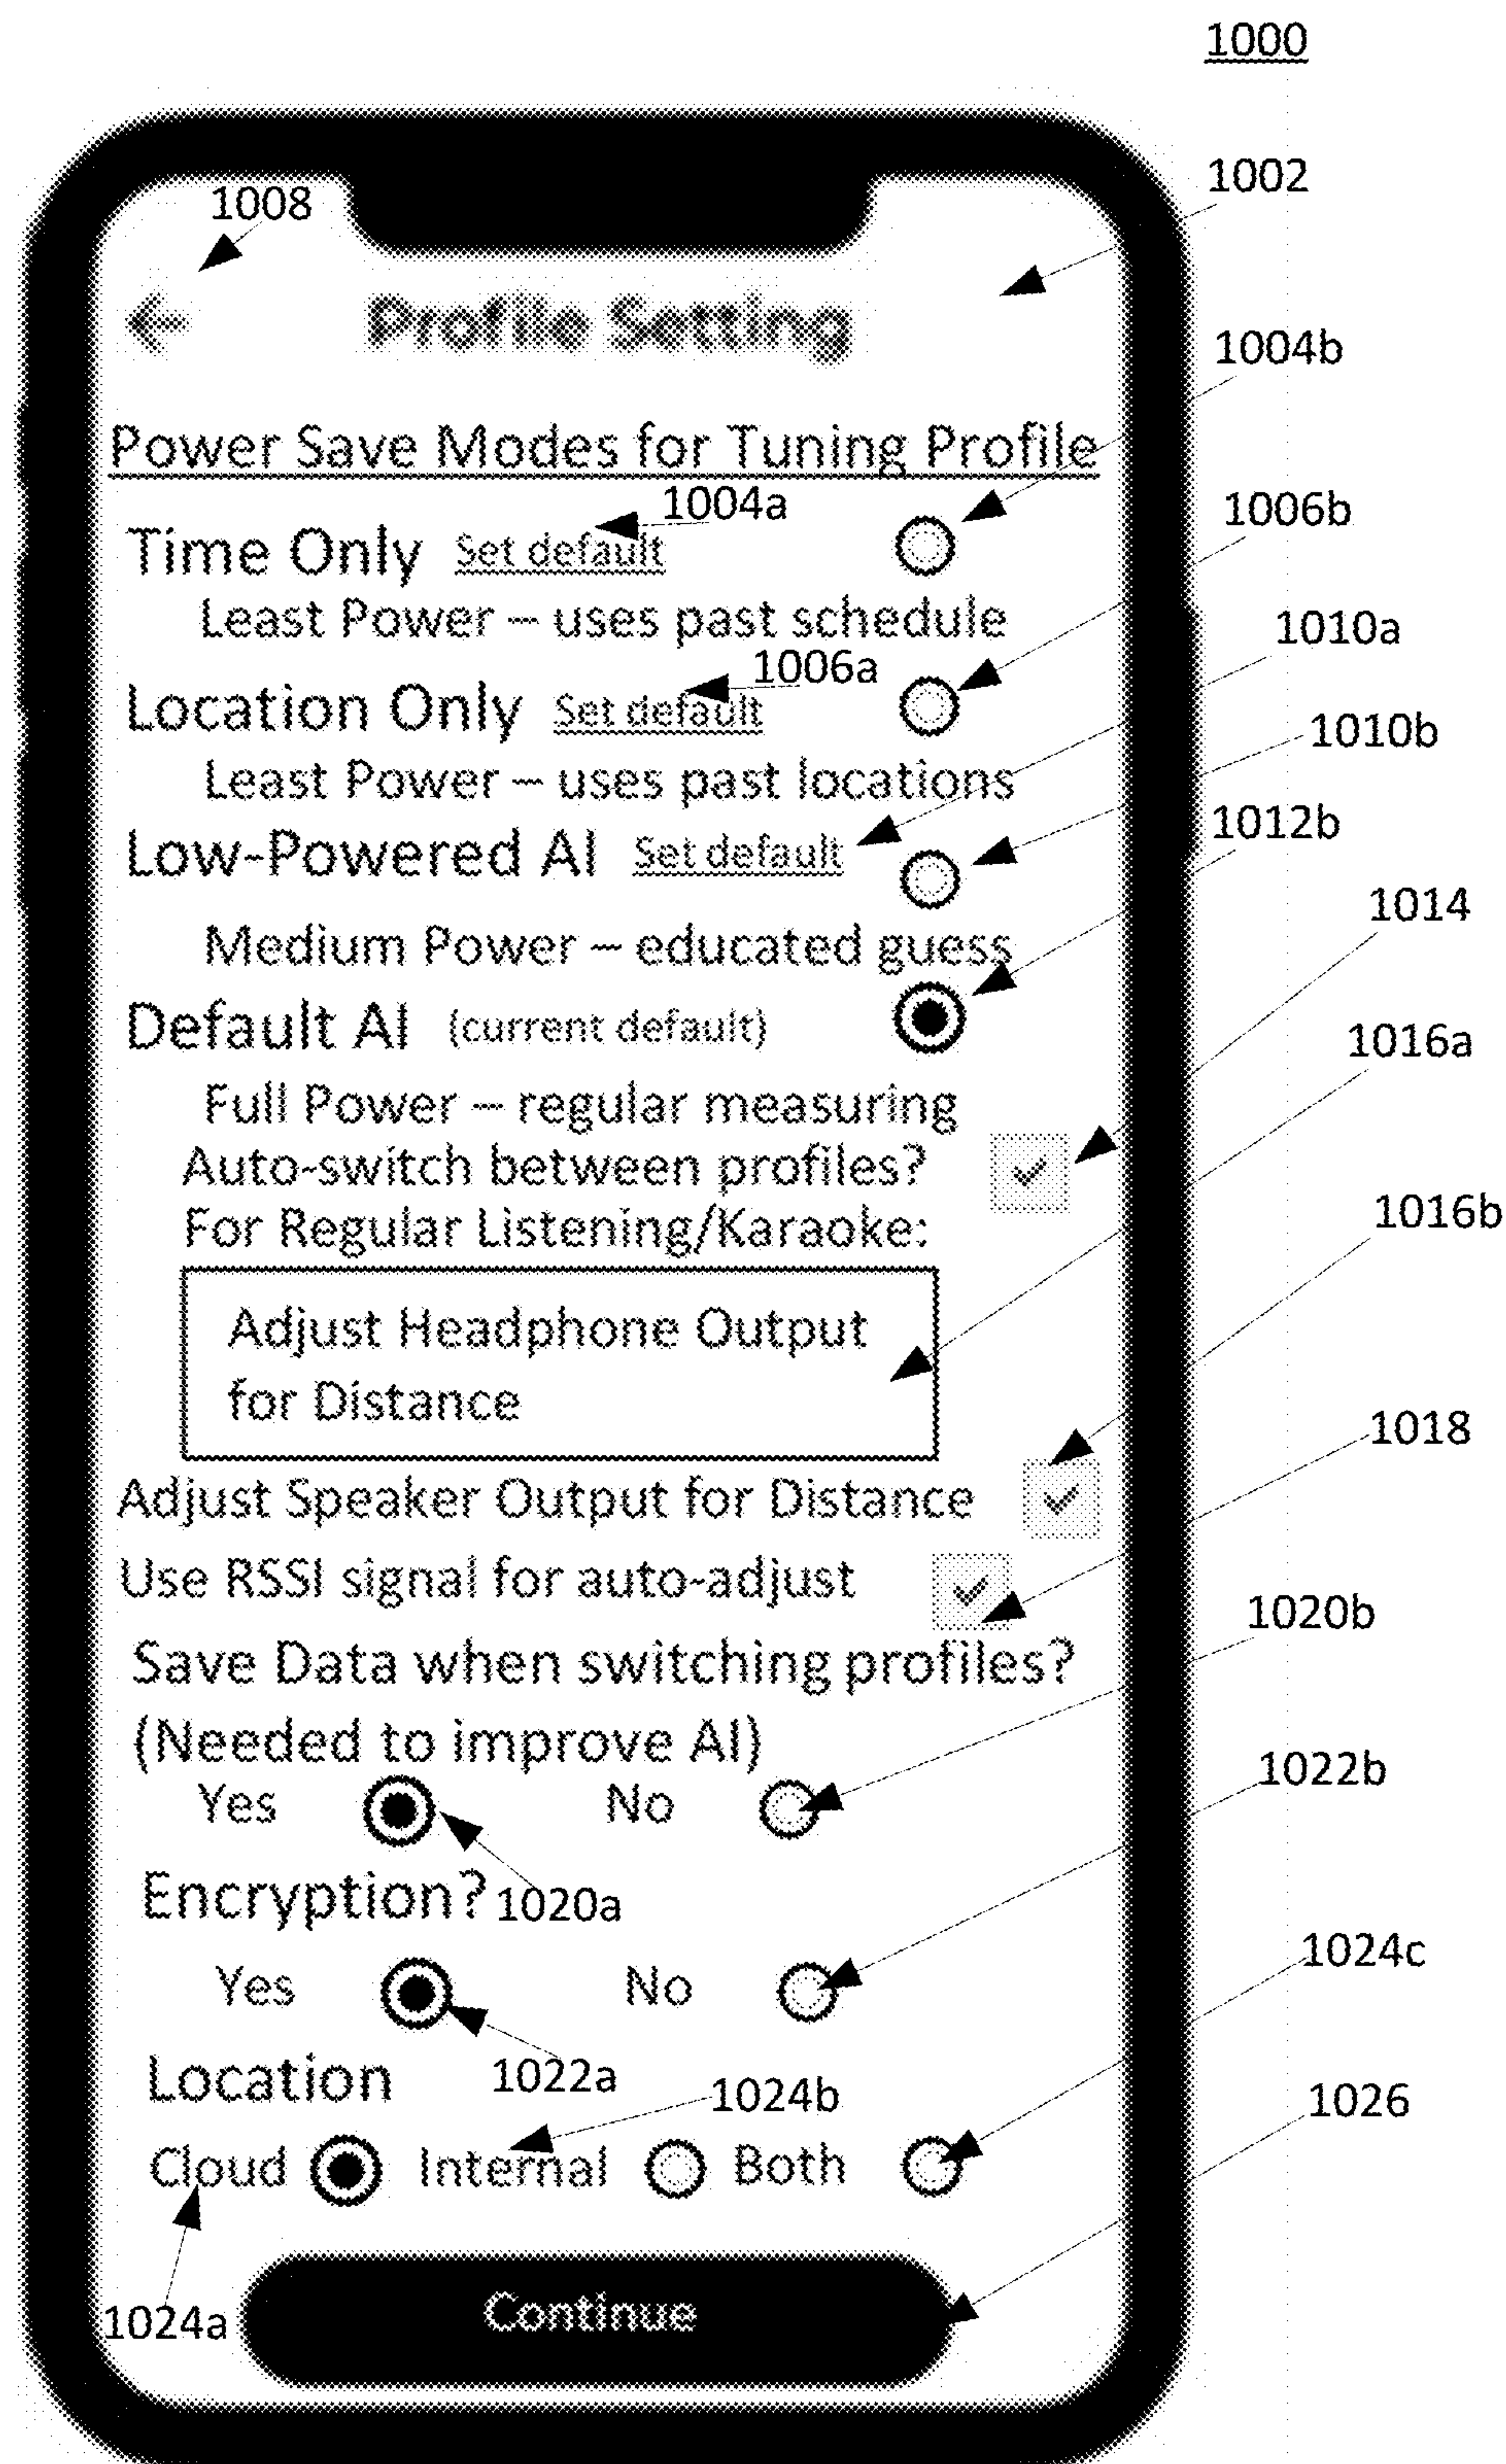 1000
1002
1008
Profile Setting
1004b
Power Save Modes for Tuning Profile
1004a
Time Only Set default
1006b
Least Power – uses past schedule
1010a
1006a
Location Only Set default
1010b
Least Power – uses past locations
1012b
Low-Powered AI Set default
1014
Medium Power – educated guess
Default AI (current default)
1016a
Full Power – regular measuring
Auto-switch between profiles?
1016b
For Regular Listening/Karaoke:
Adjust Headphone Output
for Distance
1018
Adjust Speaker Output for Distance
Use RSSI signal for auto-adjust
1020b
Save Data when switching profiles?
(Needed to improve AI)
1022b
Yes No
Encryption?
1020a
1024c
Yes No
1022a
Location
1024b
1026
Cloud Internal Both
1024a
Continue